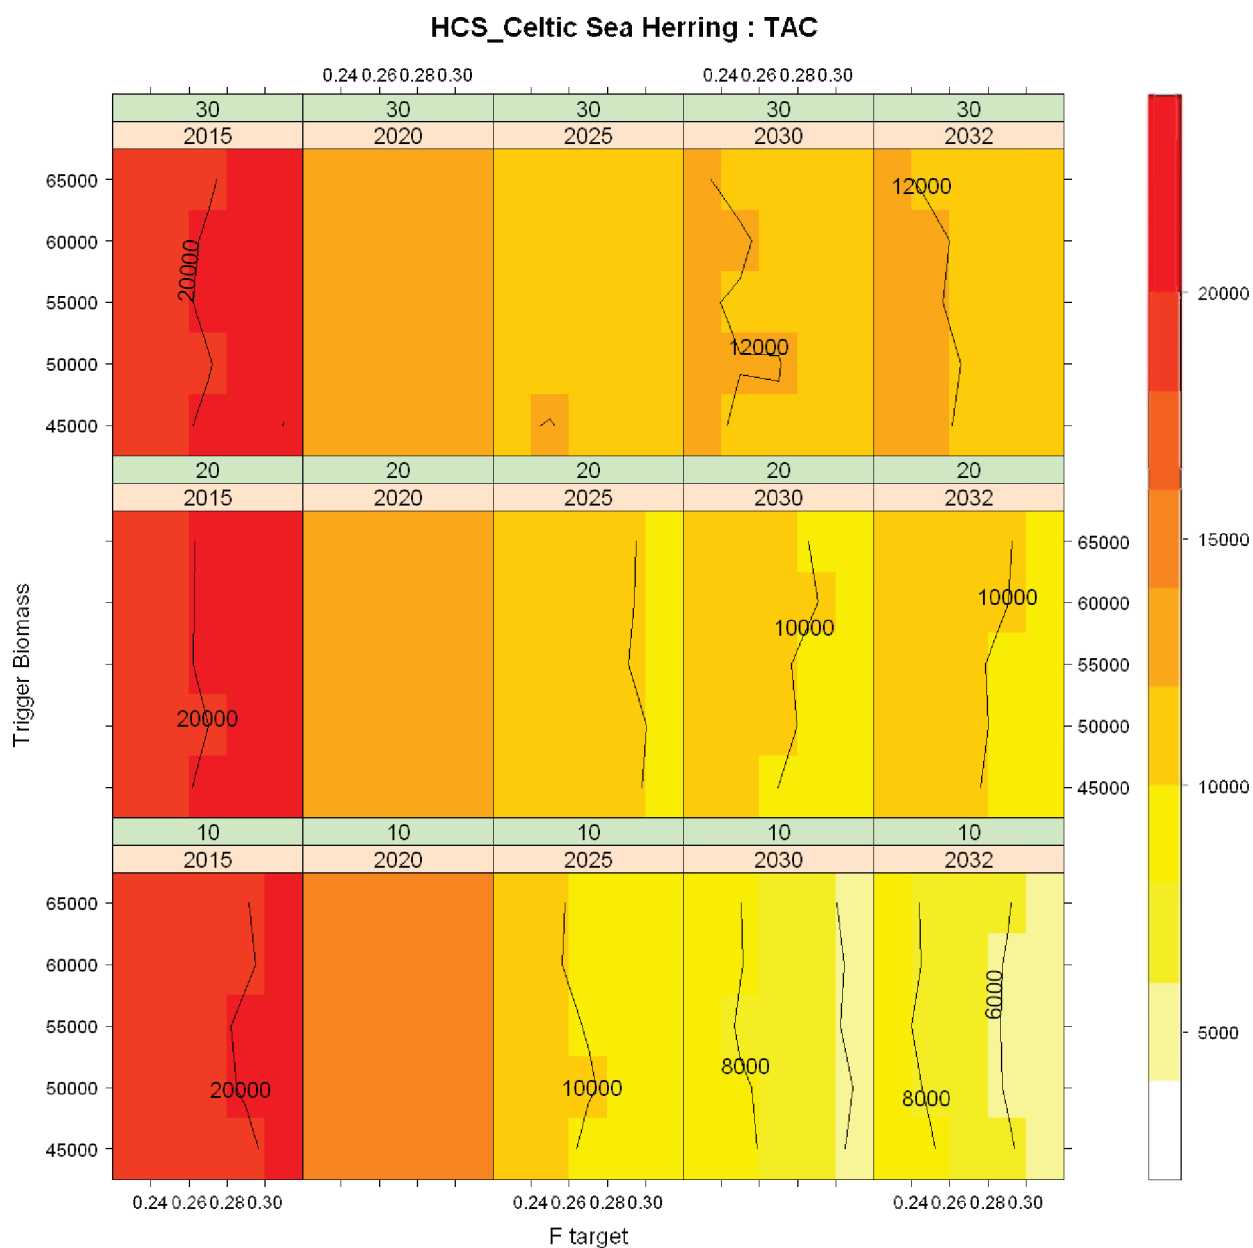 HCS_Celtic Sea Herring : TAC
0.24 0.26 0.28 0.30 0.24 0.26 0.28 0.30
30 30 30 30 30
2015 2020 2025 2030 2032
65000
60000
55000
50000
45000
20000
12000
12000
20000
20 20 20 20 20
2015 2020 2025 2030 2032
65000
60000
55000
50000
45000
20000
10000
10000
15000
10000
Trigger Biomass
10 10 10 10 10
2015 2020 2025 2030 2032
65000
60000
55000
50000
45000
20000
10000
8000
8000
6000
5000
0.24 0.26 0.28 0.30 0.24 0.26 0.28 0.30 0.24 0.26 0.28 0.30
F target